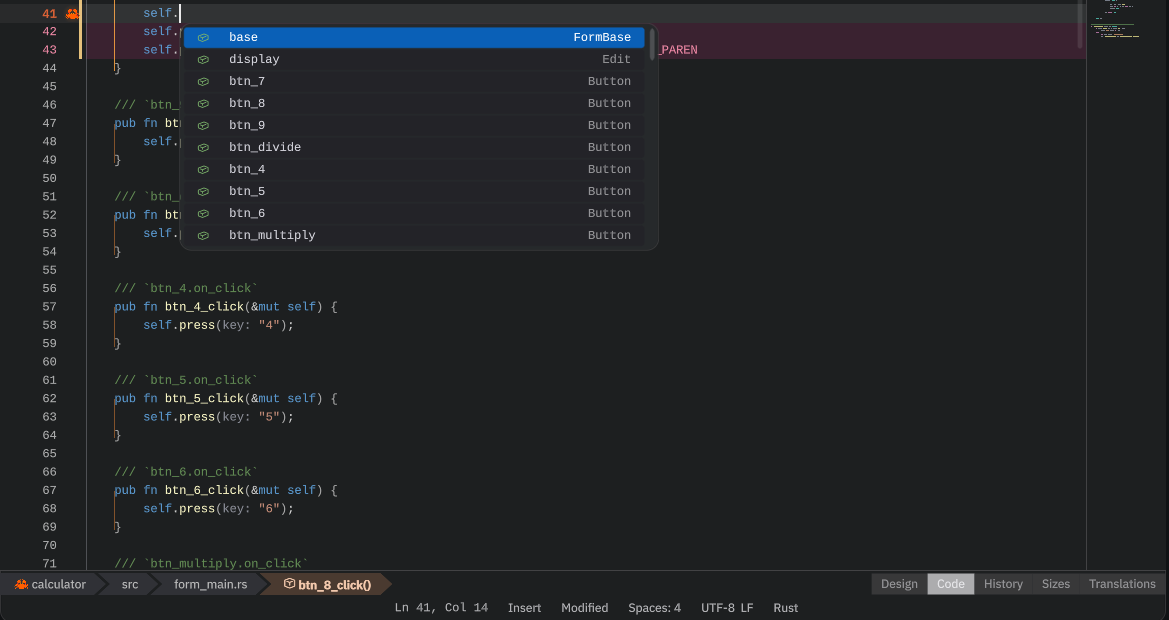 41 self.
42 self.
43 self. _PAREN
base FormBase
display Edit
btn_7 Button
btn_8 Button
btn_9 Button
btn_divide Button
btn_4 Button
btn_5 Button
btn_6 Button
btn_multiply Button
44 }
45
46 /// `btn_
47 pub fn bt
48 self.
49 }
50
51 /// `btn_
52 pub fn bt
53 self.
54 }
55
56 /// `btn_4.on_click`
57 pub fn btn_4_click(&mut self) {
58 self.press(key: "4");
59 }
60
61 /// `btn_5.on_click`
62 pub fn btn_5_click(&mut self) {
63 self.press(key: "5");
64 }
65
66 /// `btn_6.on_click`
67 pub fn btn_6_click(&mut self) {
68 self.press(key: "6");
69 }
70
71 /// `btn_multiply.on_click`
calculator src form_main.rs btn_8_click() Design Code History Sizes Translations
Ln 41, Col 14 Insert Modified Spaces: 4 UTF-8 LF Rust